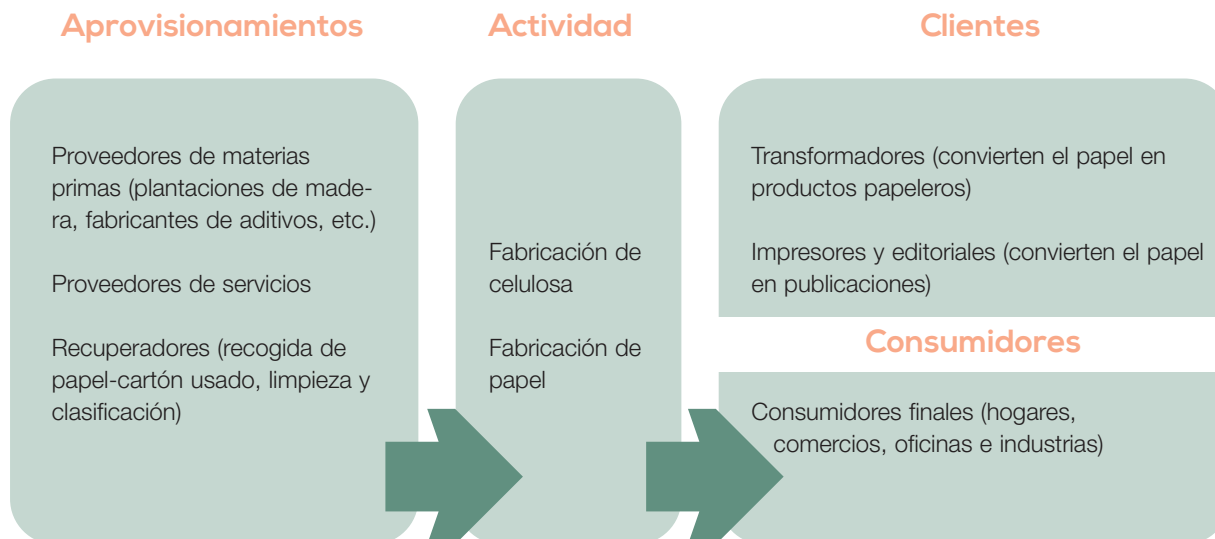 Aprovisionamientos
Proveedores de materias
primas (plantaciones de made-
ra, fabricantes de aditivos, etc.)
Proveedores de servicios
Recuperadores (recogida de
papel-cartón usado, limpieza y
clasificación)
Actividad
Fabricación de
celulosa
Fabricación de
papel
Clientes
Transformadores (convierten el papel en
productos papeleros)
Impresores y editoriales (convierten el papel
en publicaciones)
Consumidores
Consumidores finales (hogares,
comercios, oficinas e industrias)